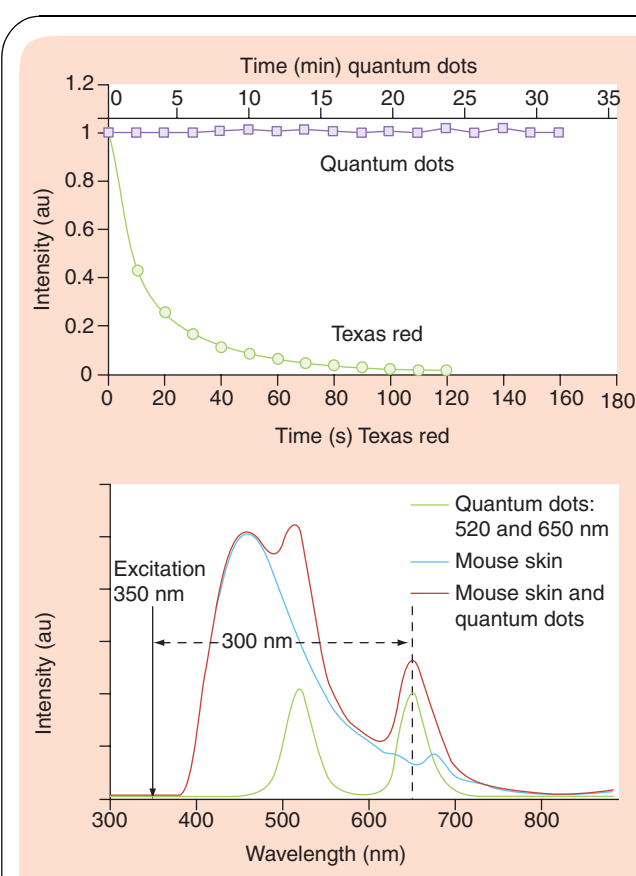 Time (min) quantum dots
0 5 10 15 20 25 30 35
1.2
1
0.8
0.6
0.4
0.2
0
Intensity (au)
Quantum dots
Texas red
0 20 40 60 80 100 120 140 160 180
Time (s) Texas red
Quantum dots:
520 and 650 nm
Mouse skin
Mouse skin and
quantum dots
Excitation
350 nm
300 nm
Intensity (au)
300 400 500 600 700 800
Wavelength (nm)